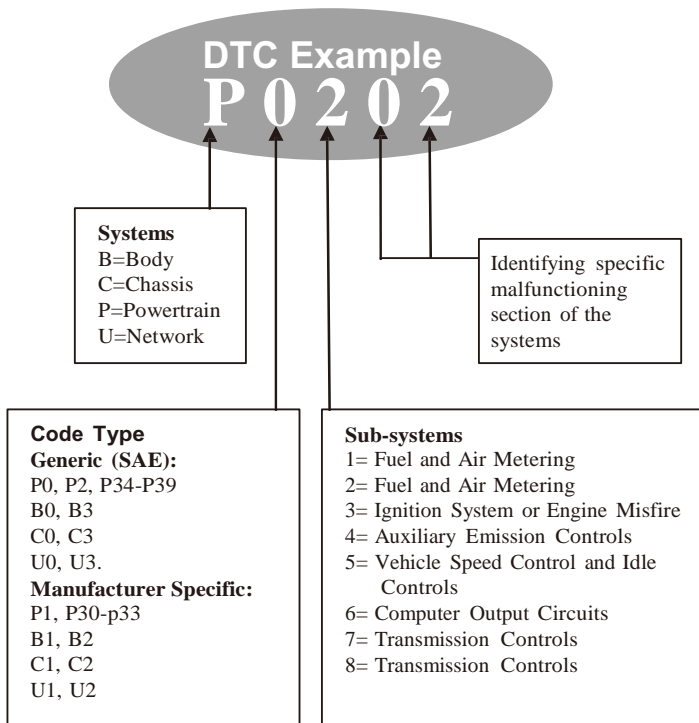 DTC Example
P 0 2 0 2
Systems
B=Body
C=Chassis
P=Powertrain
U=Network
Identifying specific
malfunctioning
section of the
systems
Code Type
Generic (SAE):
P0, P2, P34-P39
B0, B3
C0, C3
U0, U3.
Manufacturer Specific:
P1, P30-p33
B1, B2
C1, C2
U1, U2
Sub-systems
1= Fuel and Air Metering
2= Fuel and Air Metering
3= Ignition System or Engine Misfire
4= Auxiliary Emission Controls
5= Vehicle Speed Control and Idle
Controls
6= Computer Output Circuits
7= Transmission Controls
8= Transmission Controls